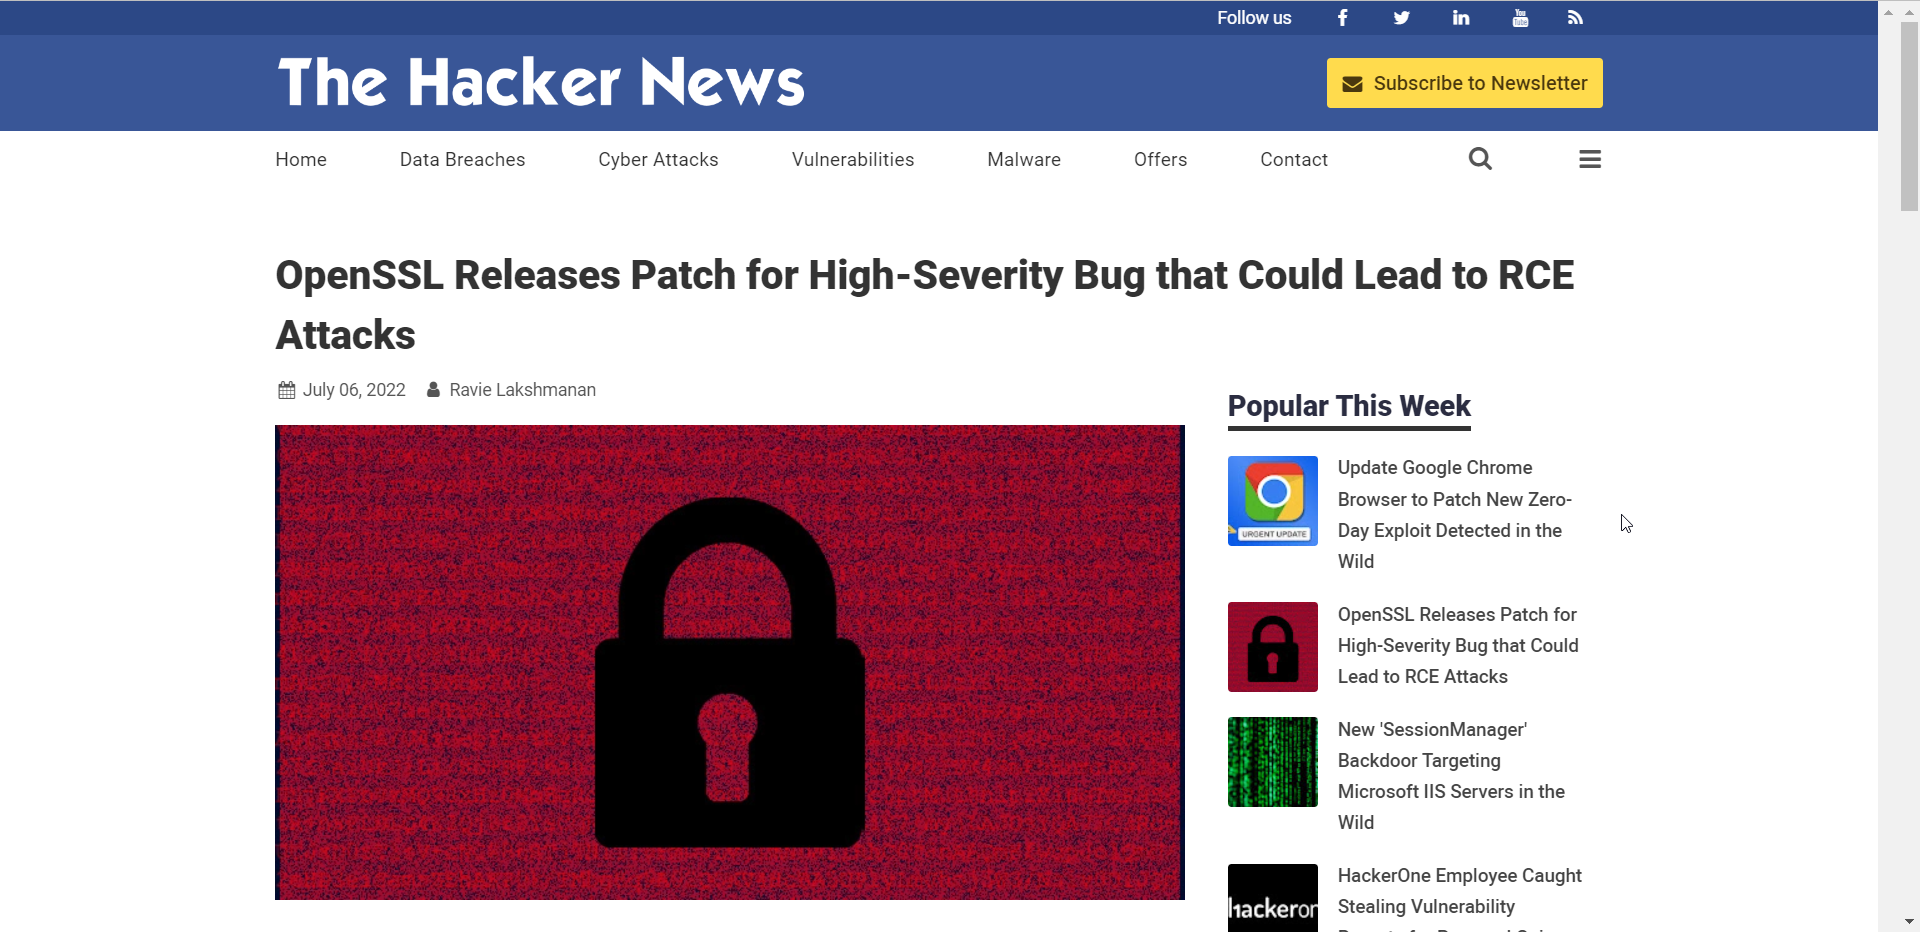 Follow us
The Hacker News
Subscribe to Newsletter
Home
Data Breaches
Cyber Attacks
Vulnerabilities
Malware
Offers
Contact
OpenSSL Releases Patch for High-Severity Bug that Could Lead to RCE
Attacks
July 06, 2022
Ravie Lakshmanan
Popular This Week
URGENT UPDATE
Update Google Chrome
Browser to Patch New Zero-
Day Exploit Detected in the
Wild
OpenSSL Releases Patch for
High-Severity Bug that Could
Lead to RCE Attacks
New 'SessionManager'
Backdoor Targeting
Microsoft IIS Servers in the
Wild
hackeron
HackerOne Employee Caught
Stealing Vulnerability